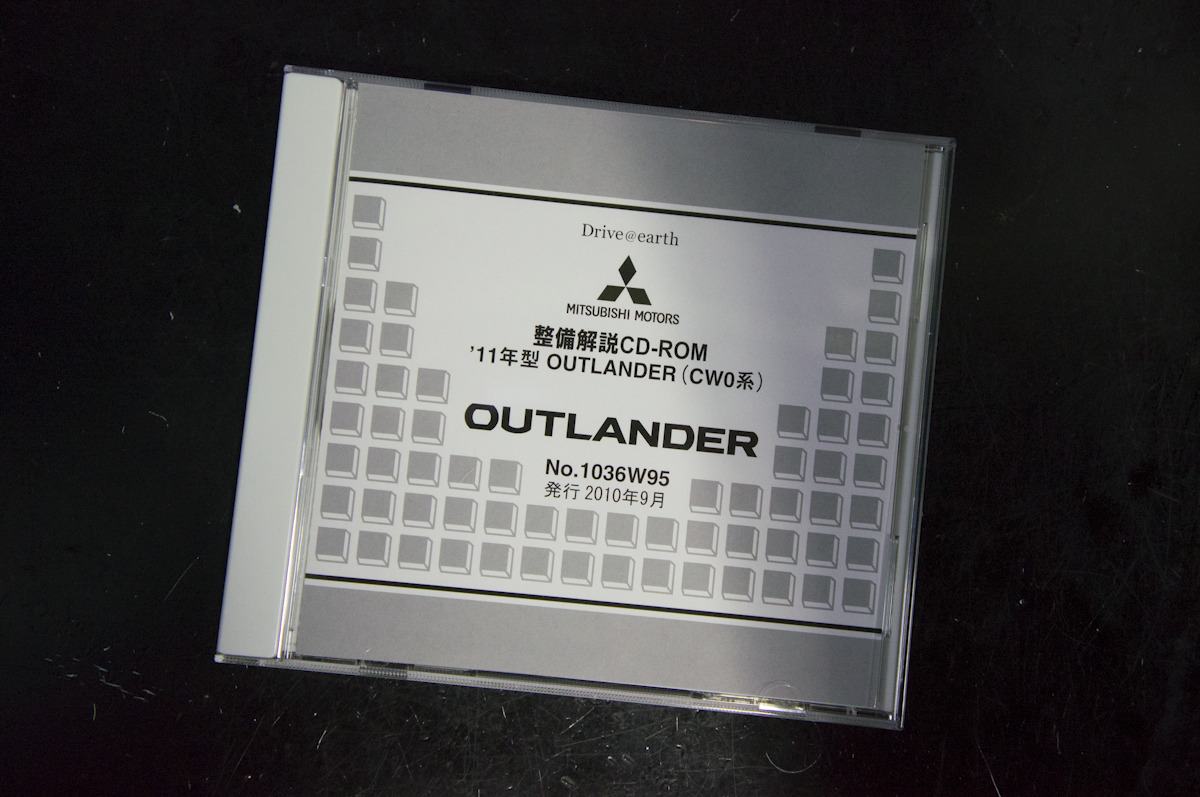 Drive@earth
MITSUBISHI MOTORS
整備解説CD-ROM
'11年型 OUTLANDER(CW0系)
OUTLANDER
No.1036W95
発行 2010年9月